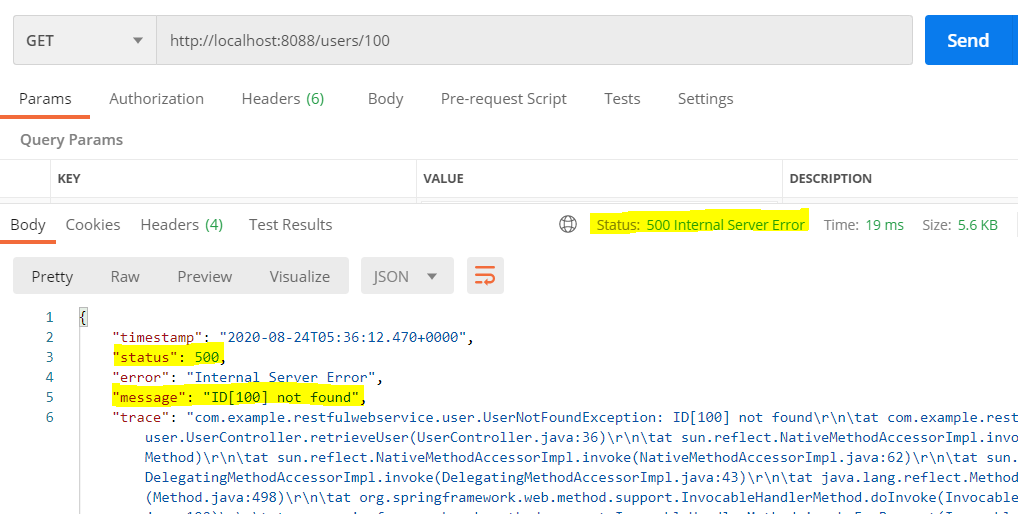 GET http://localhost:8088/users/100 Send
Params Authorization Headers (6) Body Pre-request Script Tests Settings
Query Params
KEY VALUE DESCRIPTION
Body Cookies Headers (4) Test Results Status: 500 Internal Server Error Time: 19 ms Size: 5.6 KB
Pretty Raw Preview Visualize JSON
1 {
2 "timestamp": "2020-08-24T05:36:12.470+0000",
3 "status": 500,
4 "error": "Internal Server Error",
5 "message": "ID[100] not found",
6 "trace": "com.example.restfulwebservice.user.UserNotFoundException: ID[100] not found\r\n\tat com.example.rest
user.UserController.retrieveUser(UserController.java:36)\r\n\tat sun.reflect.NativeMethodAccessorImpl.invo
Method)\r\n\tat sun.reflect.NativeMethodAccessorImpl.invoke(NativeMethodAccessorImpl.java:62)\r\n\tat sun.
DelegatingMethodAccessorImpl.invoke(DelegatingMethodAccessorImpl.java:43)\r\n\tat java.lang.reflect.Method
(Method.java:498)\r\n\tat org.springframework.web.method.support.InvocableHandlerMethod.doInvoke(Invocable